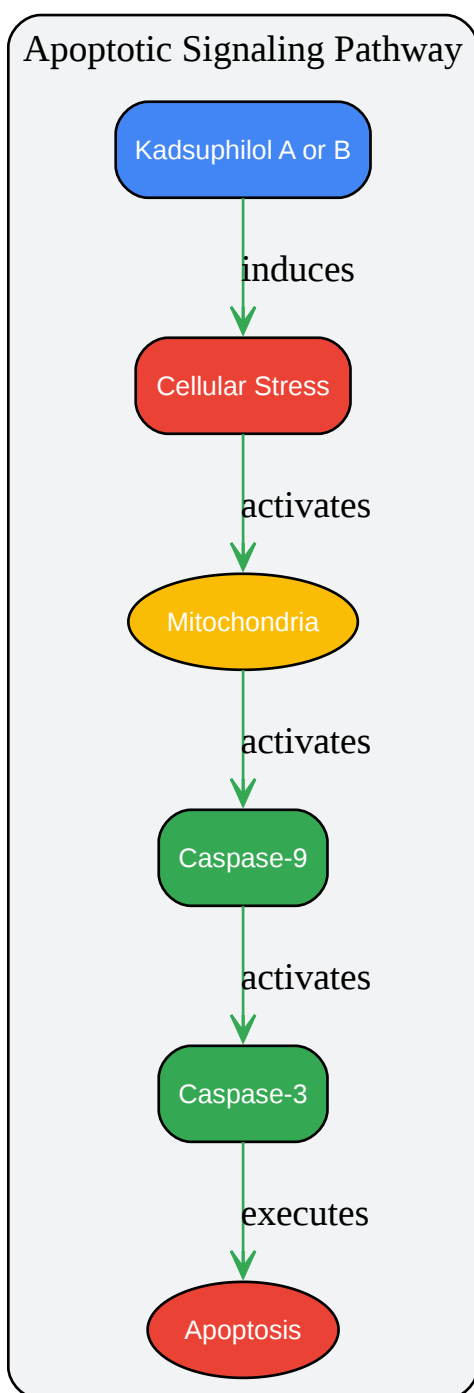 Apoptotic Signaling Pathway
Kadsuphilol A or B
induces
Cellular Stress
activates
Mitochondria
activates
Caspase-9
activates
Caspase-3
executes
Apoptosis